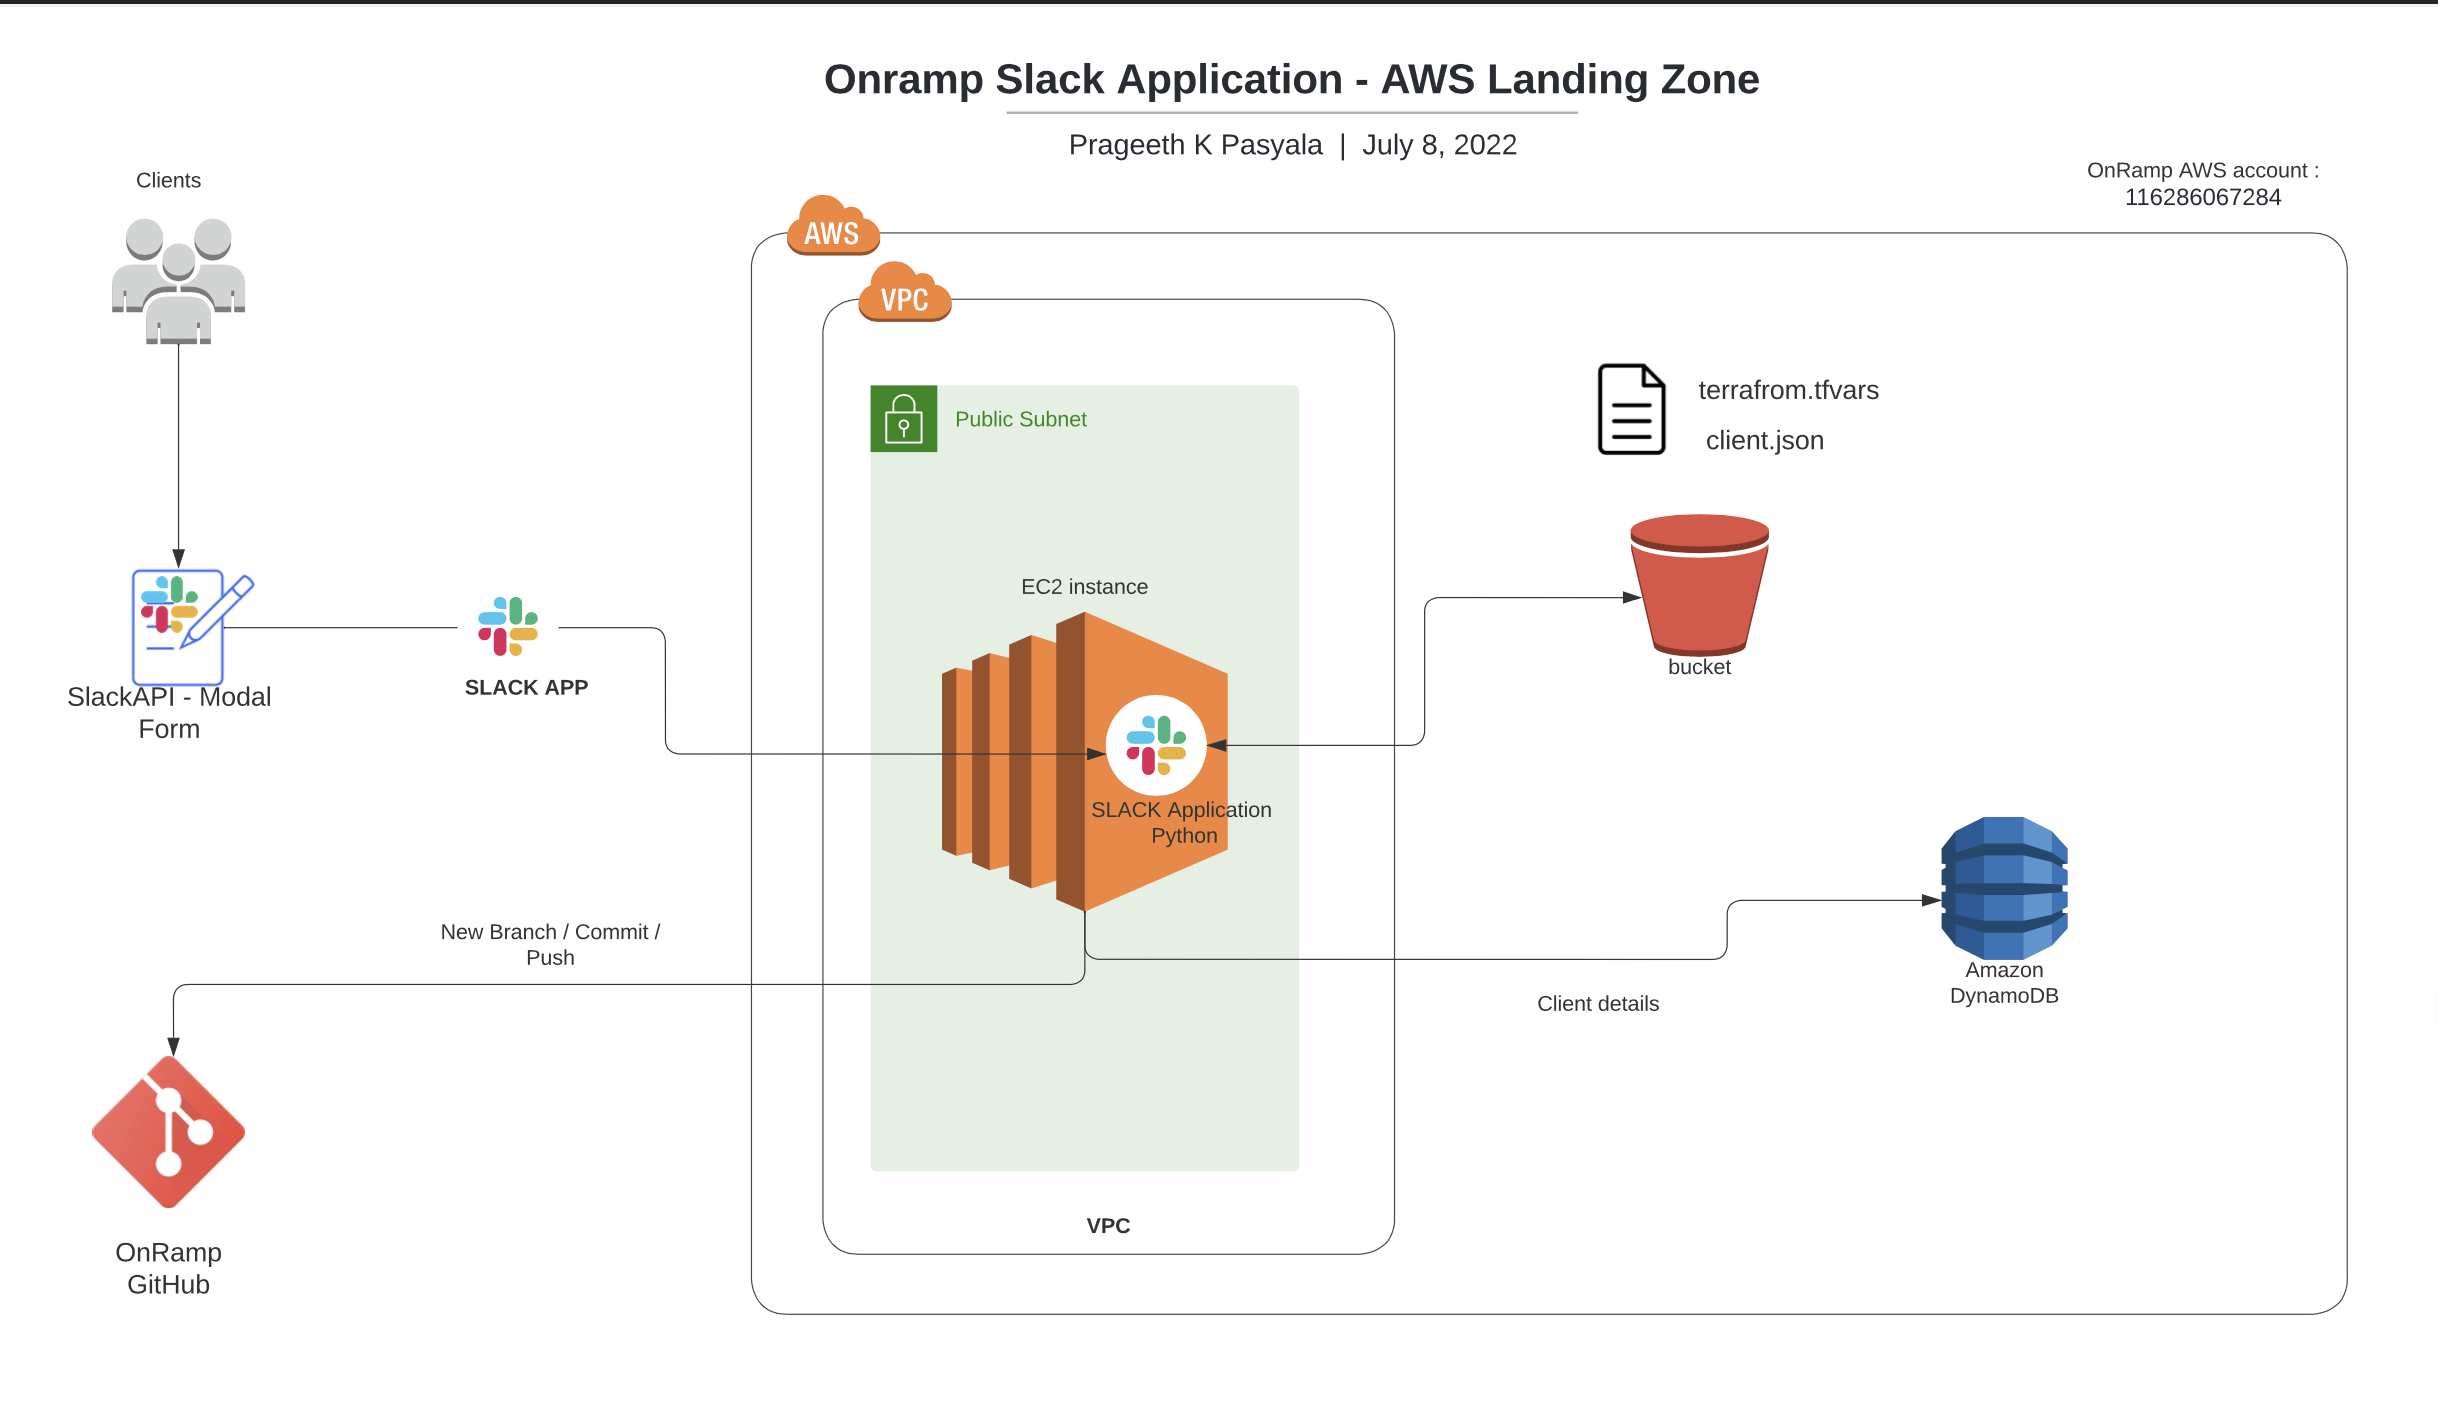 Onramp Slack Application - AWS Landing Zone
Prageeth K Pasyala | July 8, 2022
OnRamp AWS account :
116286067284
Clients
AWS
VPC
Public Subnet
terrafrom.tfvars
client.json
EC2 instance
bucket
SLACK APP
SlackAPI - Modal
Form
SLACK Application
Python
New Branch / Commit /
Push
Amazon
DynamoDB
Client details
VPC
OnRamp
GitHub